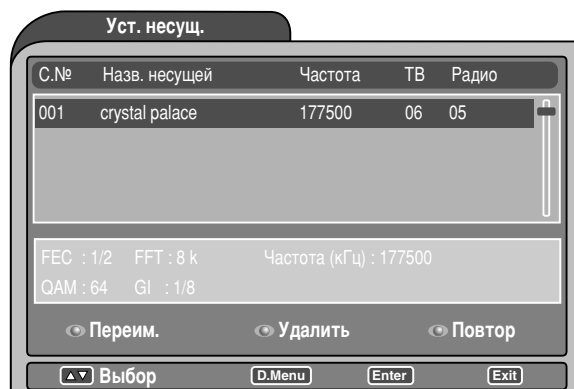 Уст. несущ.
С.№ Назв. несущей Частота ТВ Радио
001 crystal palace 177500 06 05
FEC : 1/2 FFT : 8 k Частота (кГц) : 177500
QAM : 64 GI : 1/8
Переим. Удалить Повтор
Выбор D.Menu Enter Exit